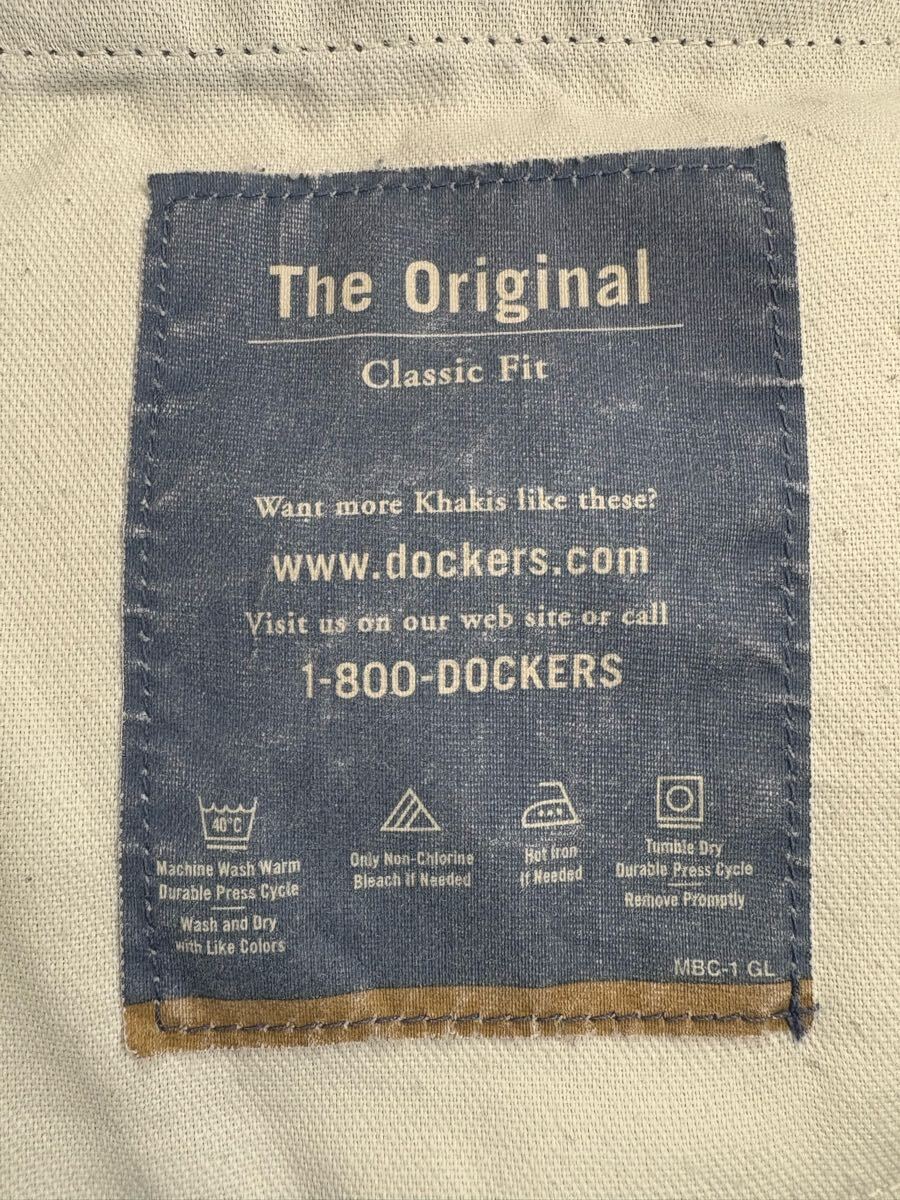 The Original
Classic Fit
Want more Khakis like these?
www.dockers.com
Visit us on our web site or call
1-800-DOCKERS
40°C
Machine Wash Warm
Durable Press Cycle
Wash and Dry
with Like Colors
Only Non-Chlorine
Bleach If Needed
Hot Iron
If Needed
Tumble Dry
Durable Press Cycle
Remove Promptly
MBC-1 GL